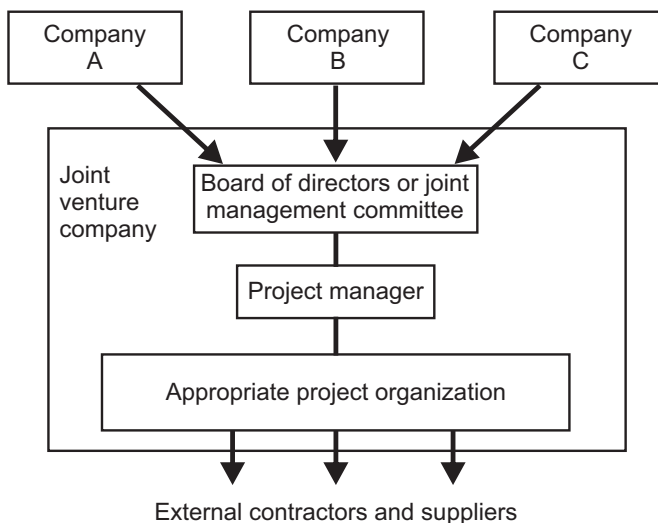 Company
A
Company
B
Company
C
Joint
venture
company
Board of directors or joint
management committee
Project manager
Appropriate project organization
External contractors and suppliers